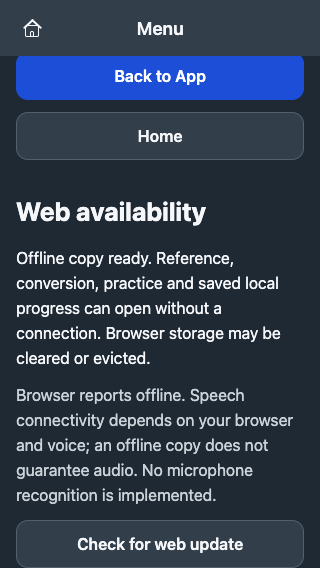 Menu
Back to App
Home
Web availability
Offline copy ready. Reference,
conversion, practice and saved local
progress can open without a
connection. Browser storage may be
cleared or evicted.
Browser reports offline. Speech
connectivity depends on your browser
and voice; an offline copy does not
guarantee audio. No microphone
recognition is implemented.
Check for web update